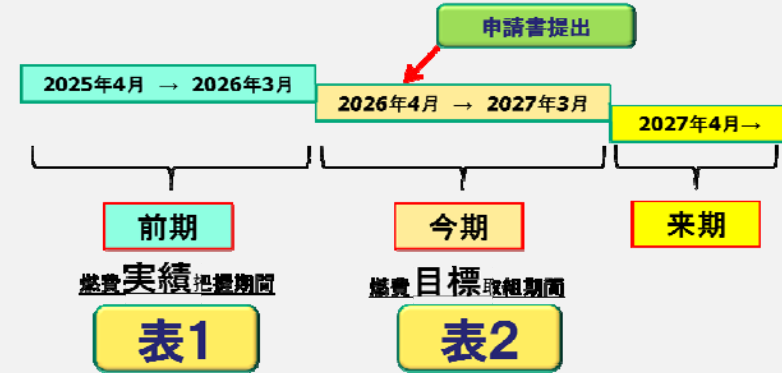 申請書提出
2025年4月 → 2026年3月
2026年4月 → 2027年3月
2027年4月→
前期
今期
来期
燃費実績把握期間
燃費目標取組期間
表1
表2